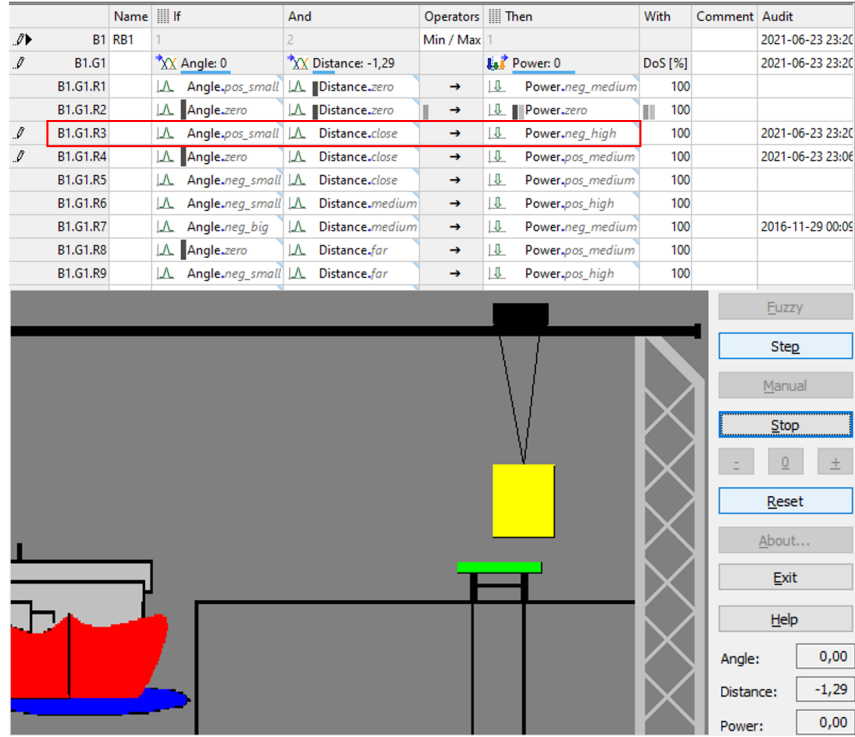 Name If And Operators Then With Comment Audit
B1 RB1 1 2 Min / Max 1 2021-06-23 23:20
B1.G1 Angle: 0 Distance: -1,29 Power: 0 DoS [%] 2021-06-23 23:20
B1.G1.R1 Angle.pos_small Distance.zero → Power.neg_medium 100
B1.G1.R2 Angle.zero Distance.zero → Power.zero 100
B1.G1.R3 Angle.pos_small Distance.close → Power.neg_high 100 2021-06-23 23:20
B1.G1.R4 Angle.zero Distance.close → Power.pos_medium 100 2021-06-23 23:06
B1.G1.R5 Angle.neg_small Distance.close → Power.pos_medium 100
B1.G1.R6 Angle.neg_small Distance.medium → Power.pos_high 100
B1.G1.R7 Angle.neg_big Distance.medium → Power.neg_medium 100 2016-11-29 00:09
B1.G1.R8 Angle.zero Distance.far → Power.pos_medium 100
B1.G1.R9 Angle.neg_small Distance.far → Power.pos_high 100
Fuzzy
Step
Manual
Stop
- 0 +
Reset
About...
Exit
Help
Angle: 0,00
Distance: -1,29
Power: 0,00